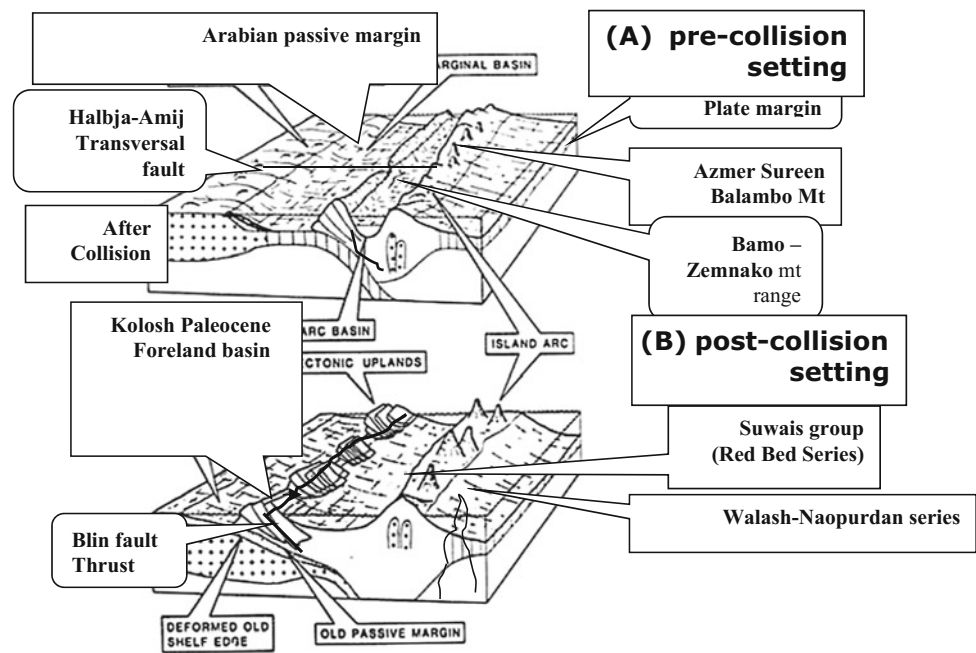 Arabian passive margin
(A) pre-collision
setting
BASIN
Plate margin
Halbja-Amij
Transversal
fault
Azmer Sureen
Balambo Mt
After
Collision
Bamo –
Zemnako mt
range
Kolosh Paleocene
Foreland basin
ARC BASIN
ISLAND ARC
(B) post-collision
setting
UPLANDS
Suwais group
(Red Bed Series)
Walash-Naopurdan series
Blin fault
Thrust
DEFORMED OLD
SHELF EDGE
OLD PASSIVE MARGIN